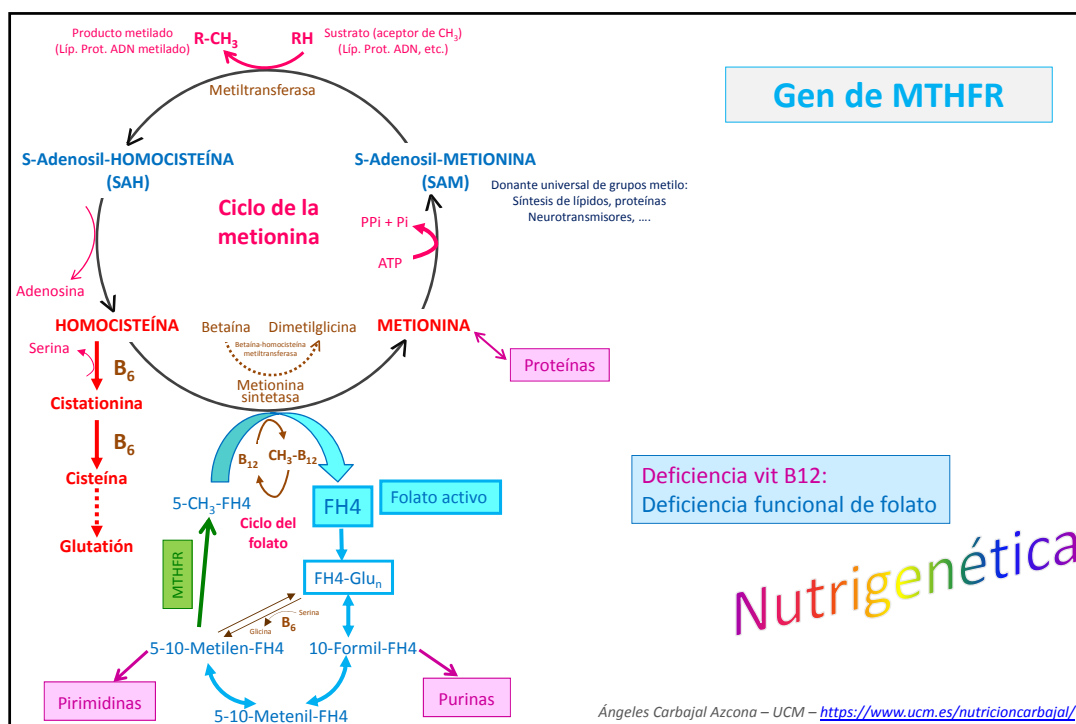 Producto metilado
(Lip. Prot. ADN metilado)
R-CH3
RH
Sustrato (aceptor de CH3)
(Líp. Prot. ADN, etc.)
Metiltransferasa
Gen de MTHFR
S-Adenosil-HOMOCISTEÍNA
(SAH)
S-Adenosil-METIONINA
(SAM)
Donante universal de grupos metilo:
Síntesis de lípidos, proteínas
Neurotransmisores, ....
Ciclo de la
metionina
PPi + Pi
ATP
Adenosina
HOMOCISTEÍNA
Betaína
Dimetilglicina
METIONINA
Betaína-homocisteina
metiltransferasa
Serina
B6
Proteínas
Metionina
sintetasa
Cistationina
B6
B12
CH3-B12
Cisteína
5-CH3-FH4
FH4
Folato activo
Deficiencia vit B12:
Deficiencia funcional de folato
Ciclo del
folato
Glutatión
MTHFR
FH4-Glun
Serina
B6
Glicina
Nutrigenética
5-10-Metilen-FH4
10-Formil-FH4
Pirimidinas
Purinas
5-10-Metenil-FH4
Ángeles Carbajal Azcona – UCM – https://www.ucm.es/nutricioncarbajal/